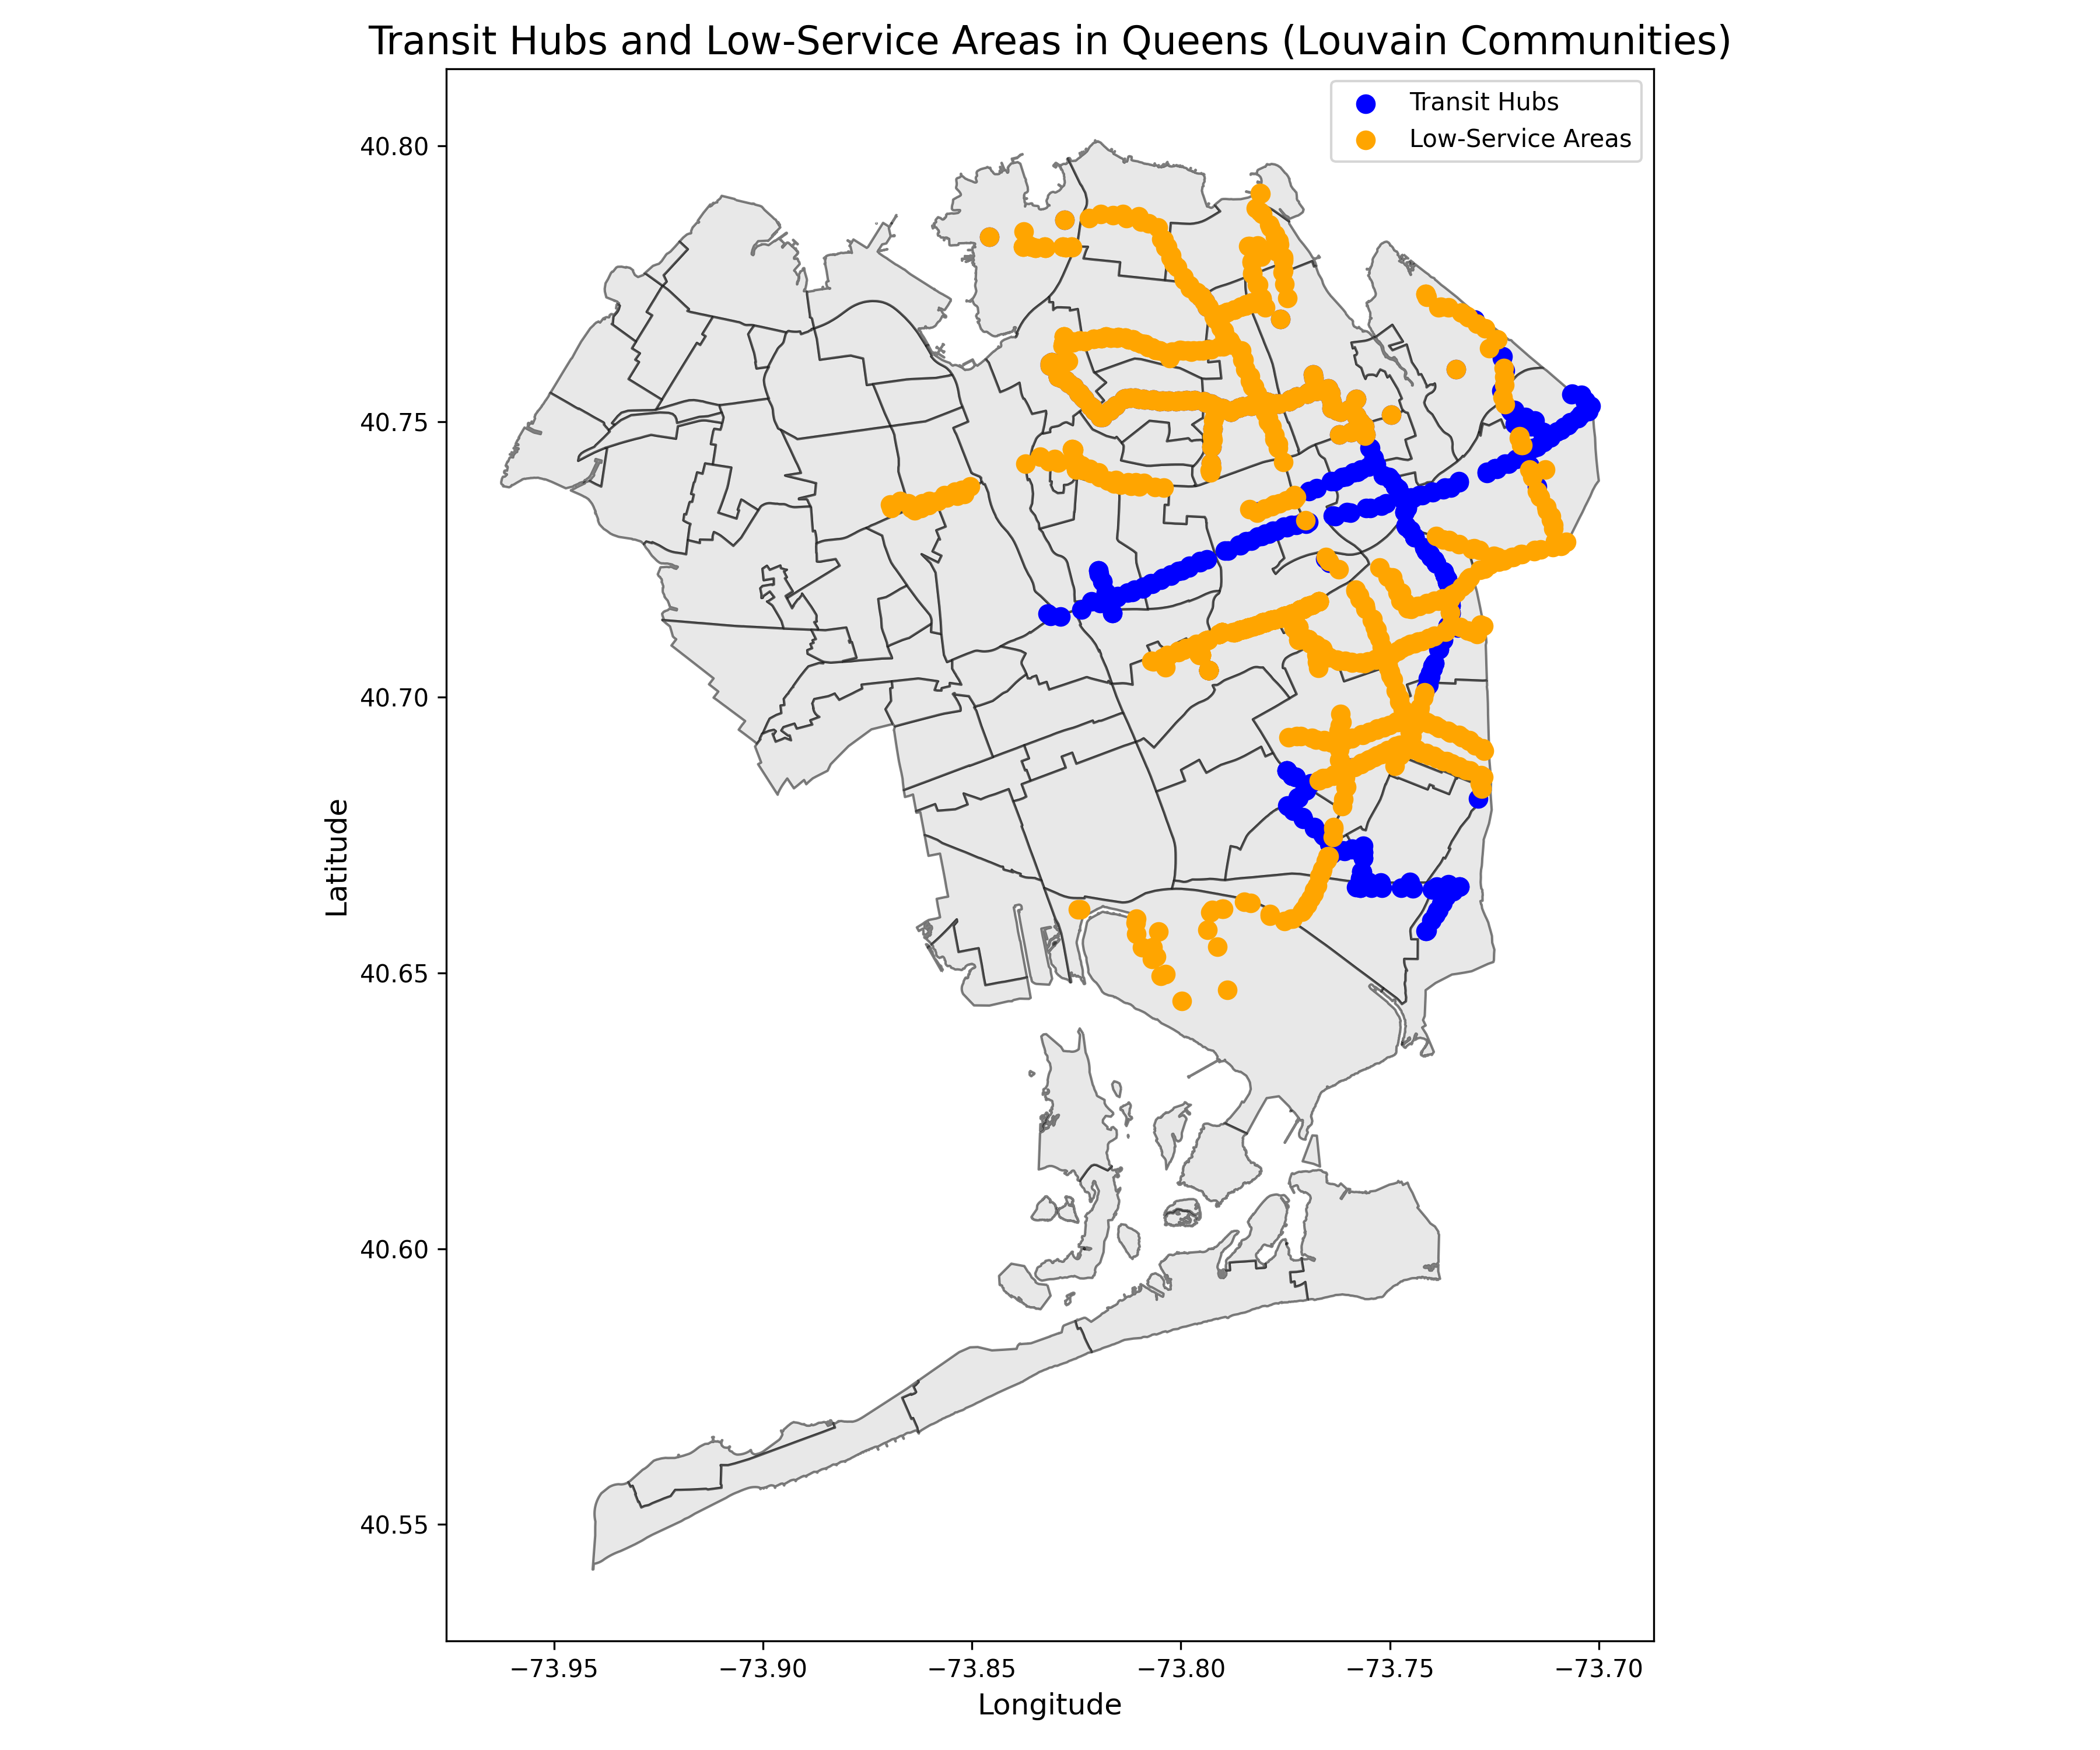 Transit Hubs and Low-Service Areas in Queens (Louvain Communities)
Transit Hubs
Low-Service Areas
40.80
40.75
40.70
40.65
40.60
40.55
Latitude
−73.95 −73.90 −73.85 −73.80 −73.75 −73.70
Longitude